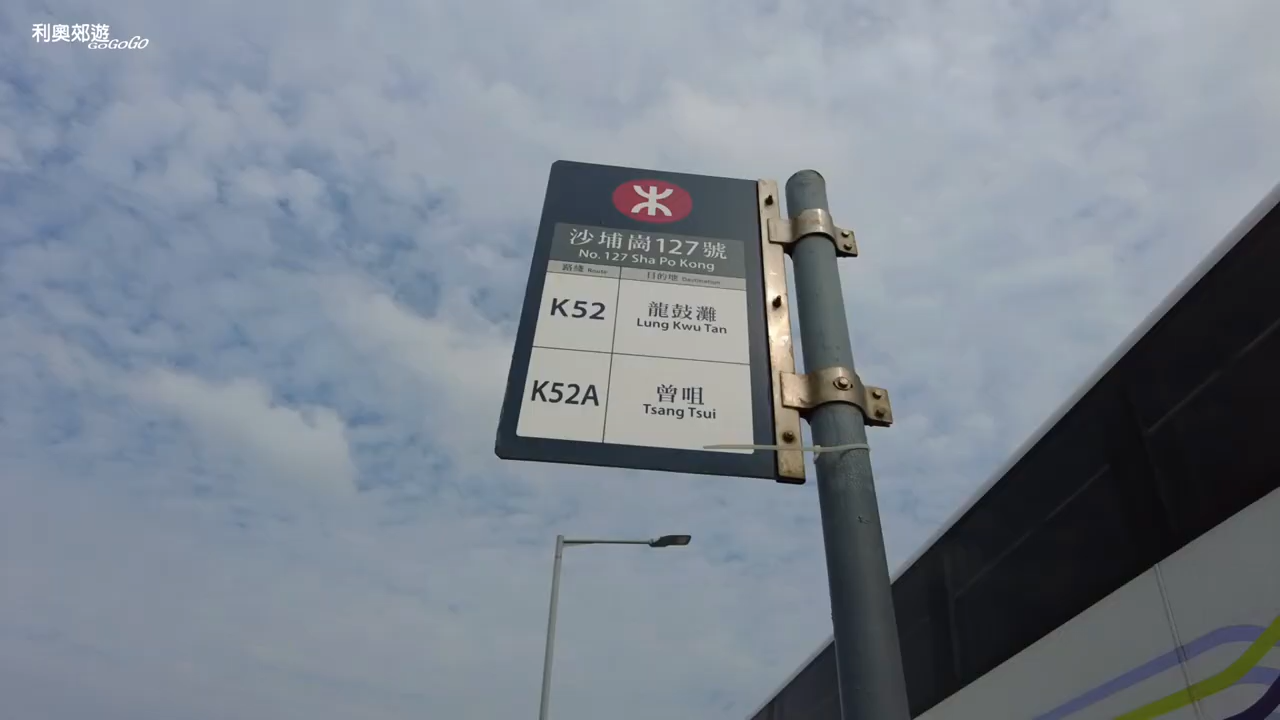 利奧郊遊
GoGoGo
沙埔崗127號
No. 127 Sha Po Kong
路線 Route 目的地 Destination
K52 龍鼓灘
Lung Kwu Tan
K52A 曾咀
Tsang Tsui